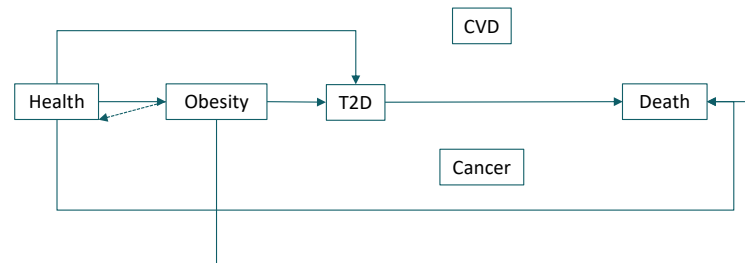 CVD
Health
Obesity
T2D
Death
Cancer